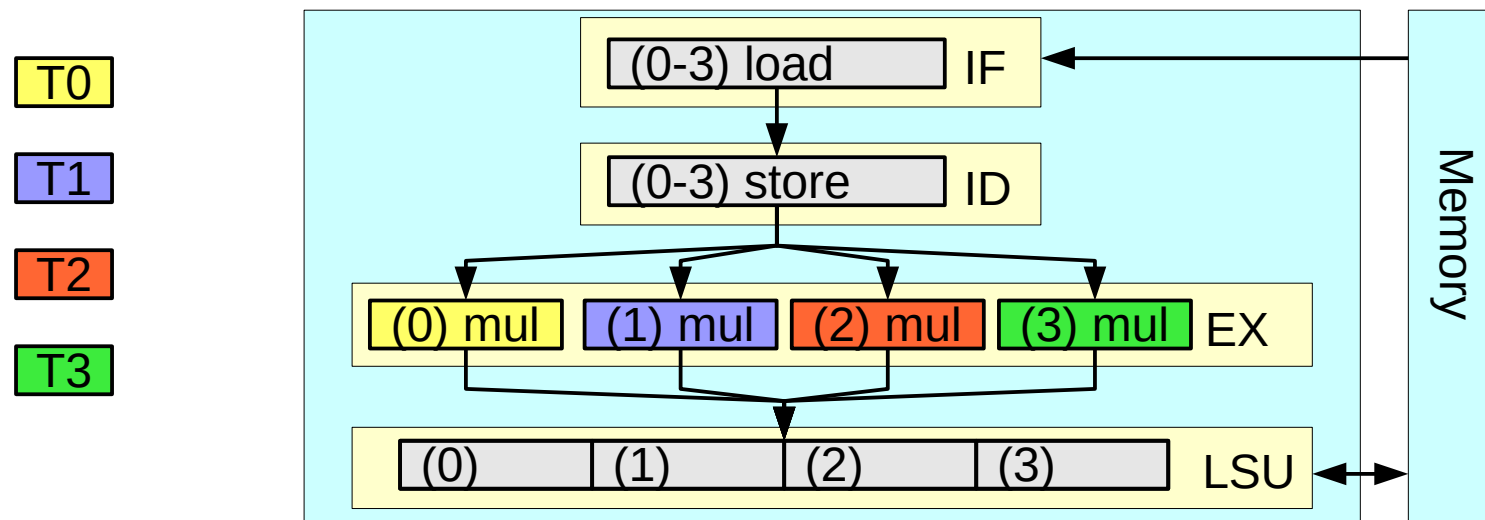 T0
T1
T2
T3
(0-3) load
IF
(0-3) store
ID
(0) mul
(1) mul
(2) mul
(3) mul
EX
(0)
(1)
(2)
(3)
LSU
Memory